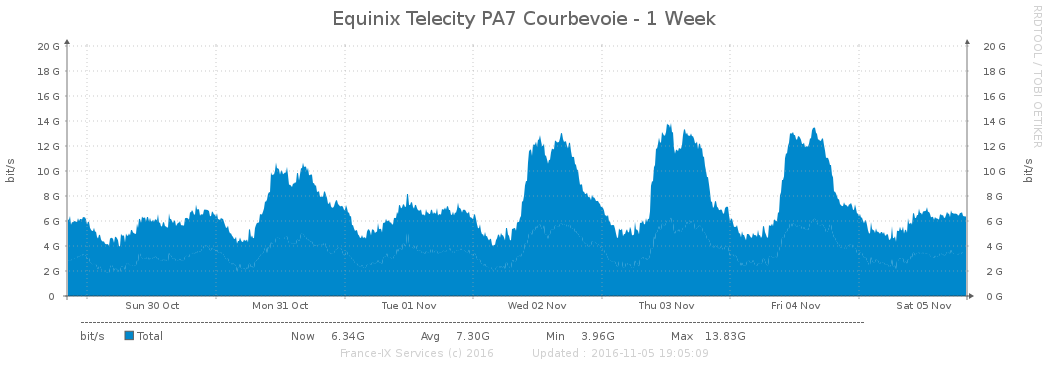 Equinix Telecity PA7 Courbevoie - 1 Week
RRDTOOL / TOBI OETIKER
20 G 20 G
18 G 18 G
16 G 16 G
14 G 14 G
12 G 12 G
10 G 10 G
8 G 8 G
6 G 6 G
4 G 4 G
2 G 2 G
0 0 G
bit/s
bit/s
Sun 30 Oct Mon 31 Oct Tue 01 Nov Wed 02 Nov Thu 03 Nov Fri 04 Nov Sat 05 Nov
bit/s Total Now 6.34G Avg 7.30G Min 3.96G Max 13.83G
France-IX Services (c) 2016 Updated : 2016-11-05 19:05:09